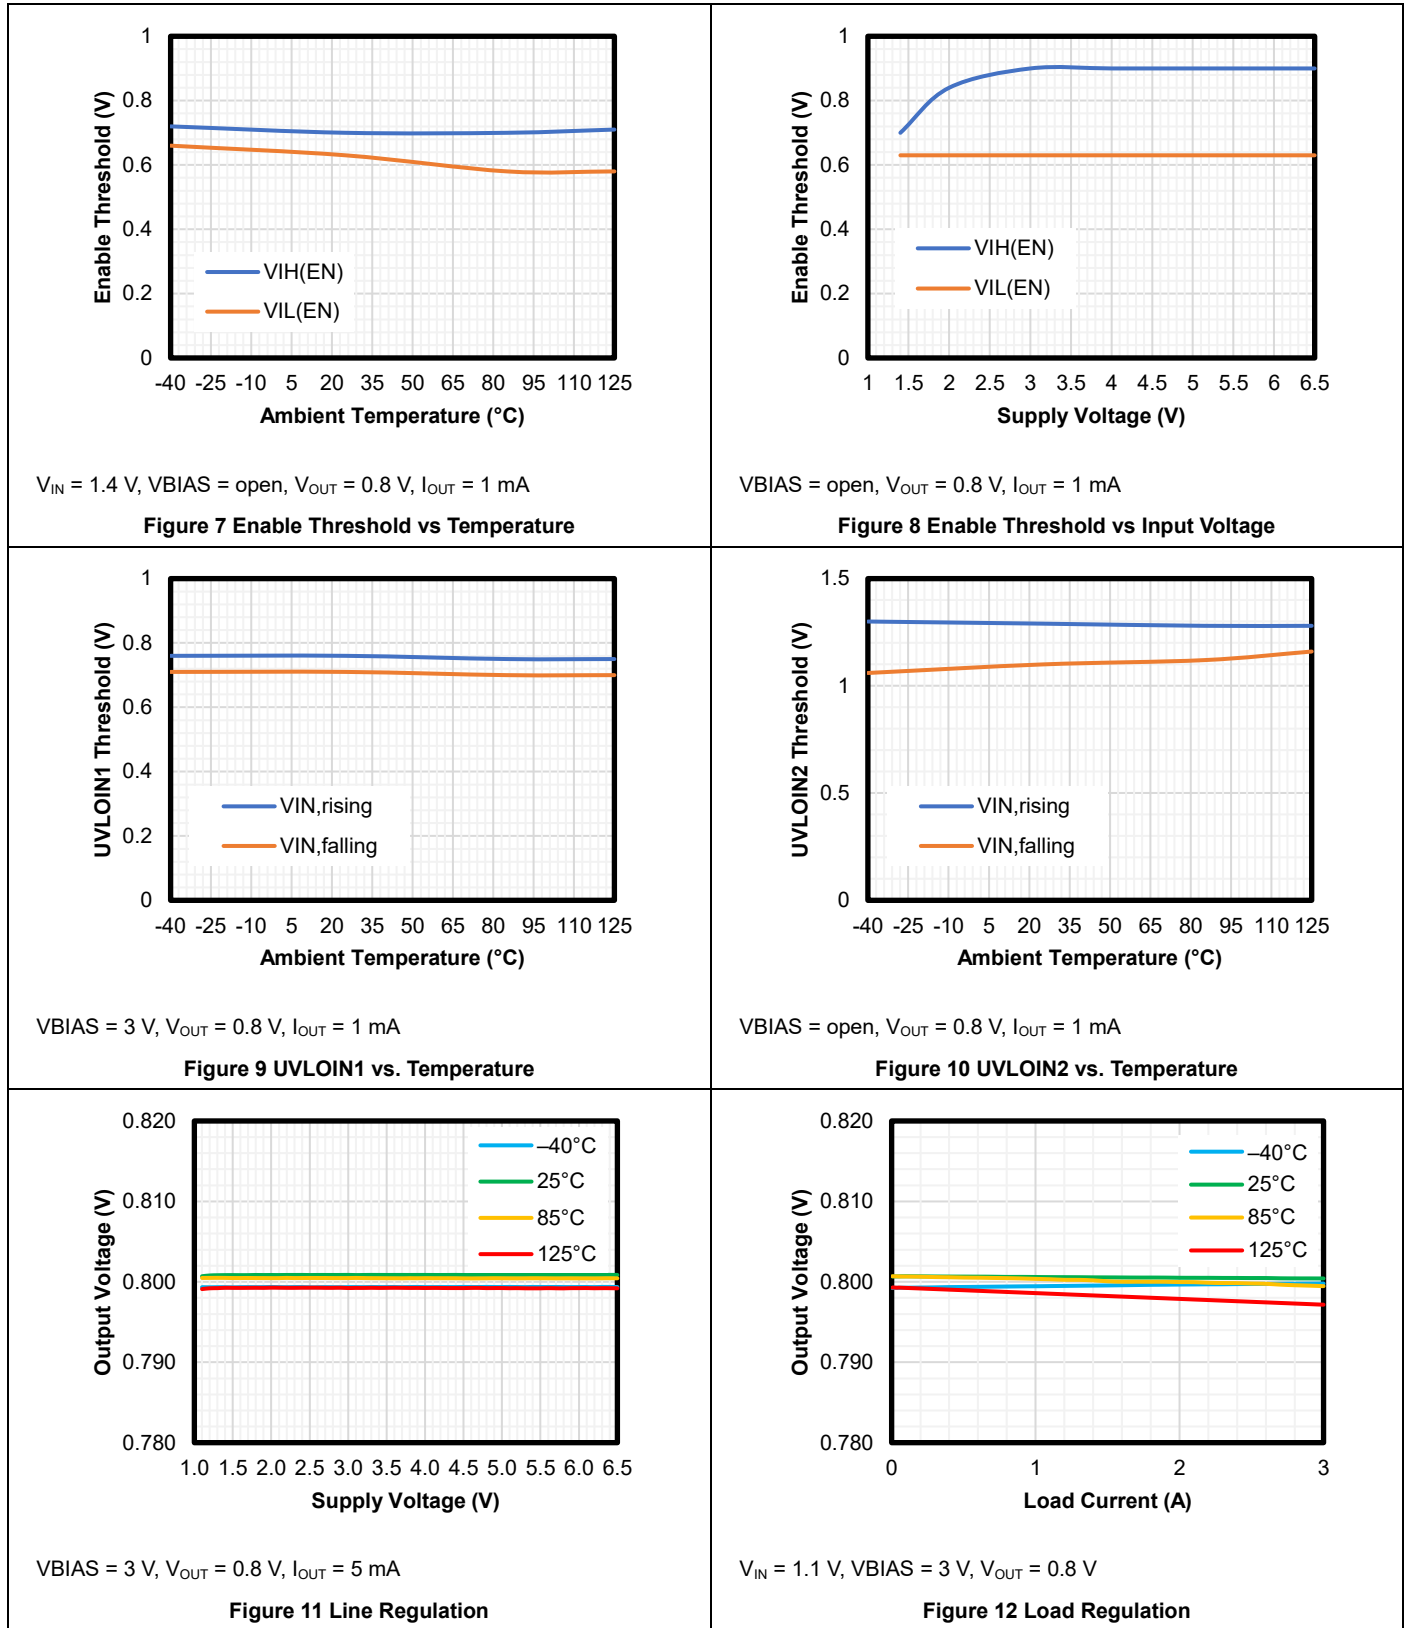 1
0.8
0.6
0.4
0.2
0
Enable Threshold (V)
VIH(EN)
VIL(EN)
-40 -25 -10 5 20 35 50 65 80 95 110 125
Ambient Temperature (°C)
V_IN = 1.4 V, VBIAS = open, V_OUT = 0.8 V, I_OUT = 1 mA
Figure 7 Enable Threshold vs Temperature
1
0.8
0.6
0.4
0.2
0
Enable Threshold (V)
VIH(EN)
VIL(EN)
1 1.5 2 2.5 3 3.5 4 4.5 5 5.5 6 6.5
Supply Voltage (V)
VBIAS = open, V_OUT = 0.8 V, I_OUT = 1 mA
Figure 8 Enable Threshold vs Input Voltage
1
0.8
0.6
0.4
0.2
0
UVLOIN1 Threshold (V)
VIN,rising
VIN,falling
-40 -25 -10 5 20 35 50 65 80 95 110 125
Ambient Temperature (°C)
VBIAS = 3 V, V_OUT = 0.8 V, I_OUT = 1 mA
Figure 9 UVLOIN1 vs. Temperature
1.5
1
0.5
0
UVLOIN2 Threshold (V)
VIN,rising
VIN,falling
-40 -25 -10 5 20 35 50 65 80 95 110 125
Ambient Temperature (°C)
VBIAS = open, V_OUT = 0.8 V, I_OUT = 1 mA
Figure 10 UVLOIN2 vs. Temperature
0.820
0.810
0.800
0.790
0.780
Output Voltage (V)
–40°C
25°C
85°C
125°C
1.0 1.5 2.0 2.5 3.0 3.5 4.0 4.5 5.0 5.5 6.0 6.5
Supply Voltage (V)
VBIAS = 3 V, V_OUT = 0.8 V, I_OUT = 5 mA
Figure 11 Line Regulation
0.820
0.810
0.800
0.790
0.780
Output Voltage (V)
–40°C
25°C
85°C
125°C
0 1 2 3
Load Current (A)
V_IN = 1.1 V, VBIAS = 3 V, V_OUT = 0.8 V
Figure 12 Load Regulation